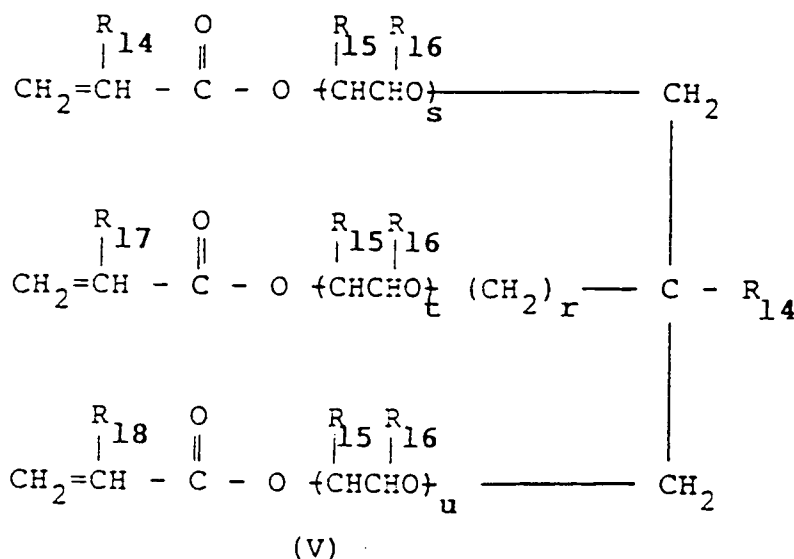 R14 O R15 R16
CH2=CH - C - O (CHCHO)s CH2
R17 O R15 R16
CH2=CH - C - O (CHCHO)t (CH2)r C - R14
R18 O R15 R16
CH2=CH - C - O (CHCHO)u CH2
(V)